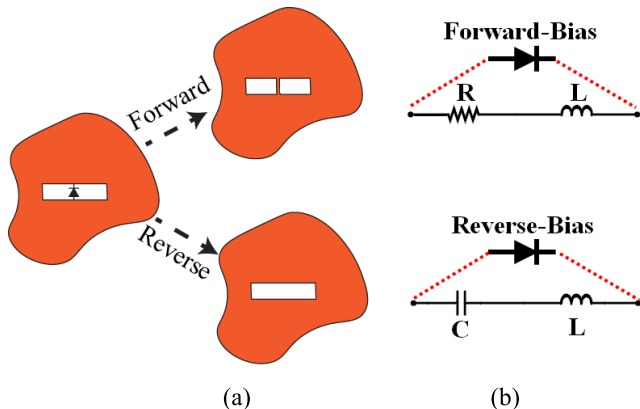 Forward
Reverse
(a)
Forward-Bias
R
L
Reverse-Bias
C
L
(b)